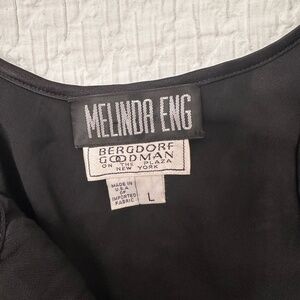 MELINDA ENG
BERGDORF
GOODMAN
ON THE PLAZA
NEW YORK
MADE IN
U.S.A.
OF
IMPORTED
FABRIC
L